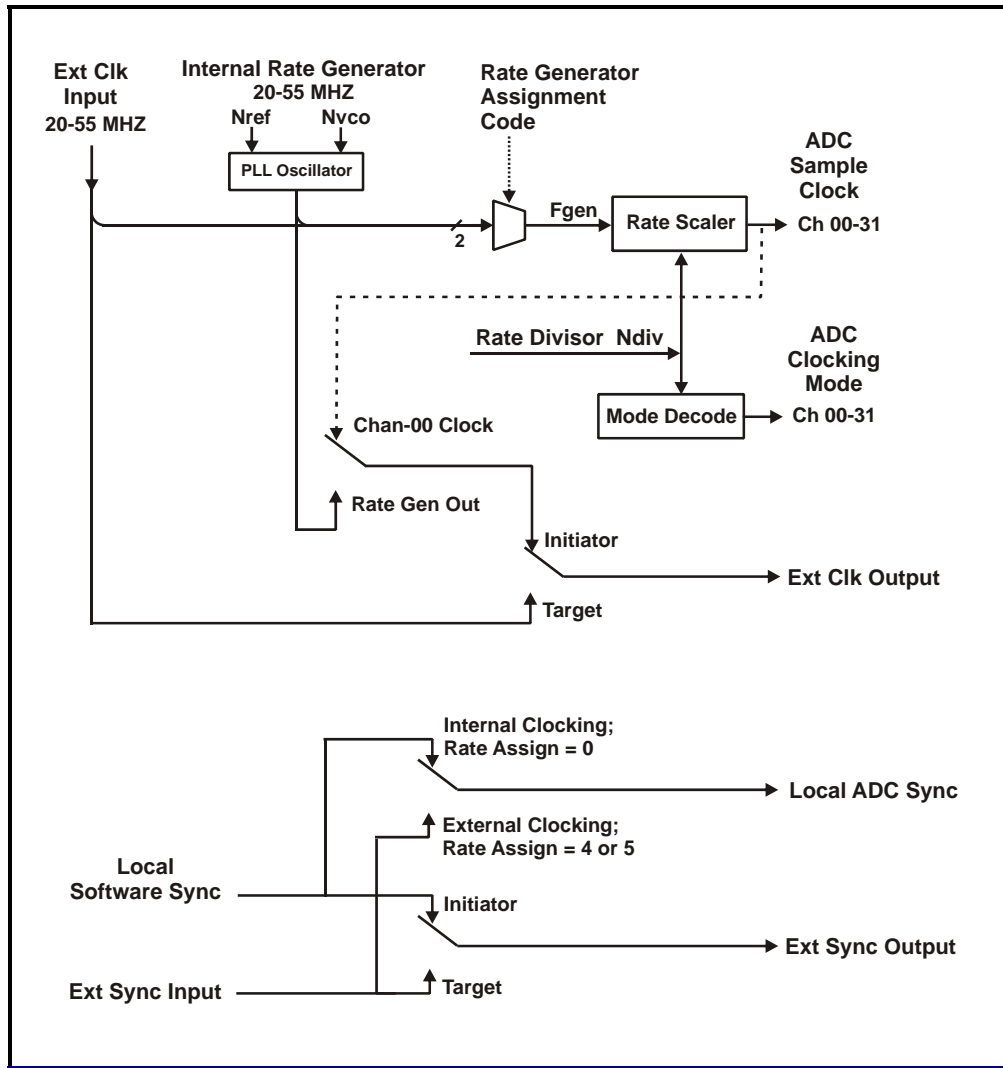 Ext Clk
Input
20-55 MHZ
Internal Rate Generator
20-55 MHZ
Nref
Nvco
PLL Oscillator
Rate Generator
Assignment
Code
2
Fgen
Rate Scaler
ADC
Sample
Clock
Ch 00-31
Rate Divisor Ndiv
Mode Decode
ADC
Clocking
Mode
Ch 00-31
Chan-00 Clock
Rate Gen Out
Initiator
Ext Clk Output
Target
Internal Clocking;
Rate Assign = 0
Local ADC Sync
External Clocking;
Rate Assign = 4 or 5
Local
Software Sync
Initiator
Ext Sync Output
Ext Sync Input
Target